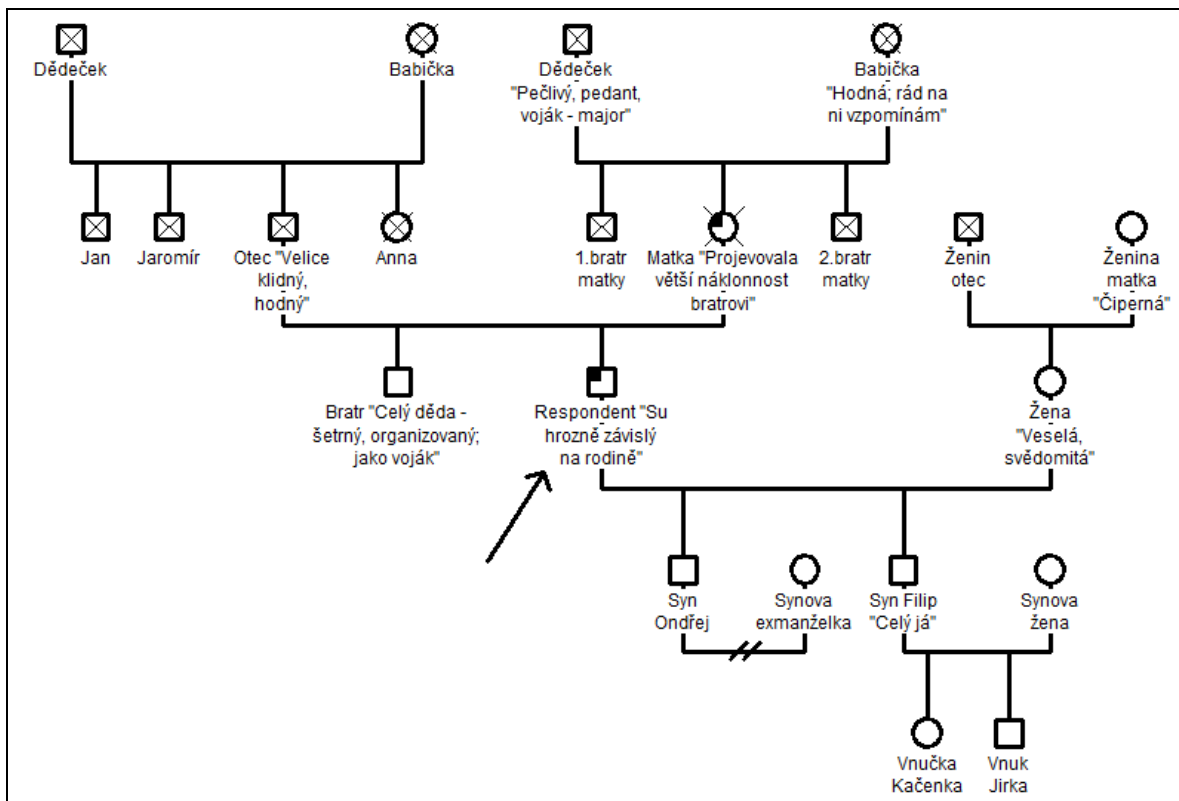 Dědeček
Babička
Dědeček
"Pečlivý, pedant,
voják - major"
Babička
"Hodná; rád na
ni vzpomínám"
Jan
Jaromír
Otec "Velice
klidný,
hodný"
Anna
1.bratr
matky
Matka "Projevovala
větší náklonnost
bratrovi"
2.bratr
matky
Ženin
otec
Ženina
matka
"Čiperná"
Bratr "Celý děda -
šetrný, organizovaný;
jako voják"
Respondent "Su
hrozně závislý
na rodině"
Žena
"Veselá,
svědomitá"
Syn
Ondřej
Synova
exmanželka
Syn Filip
"Celý já"
Synova
žena
Vnučka
Kačenka
Vnuk
Jirka